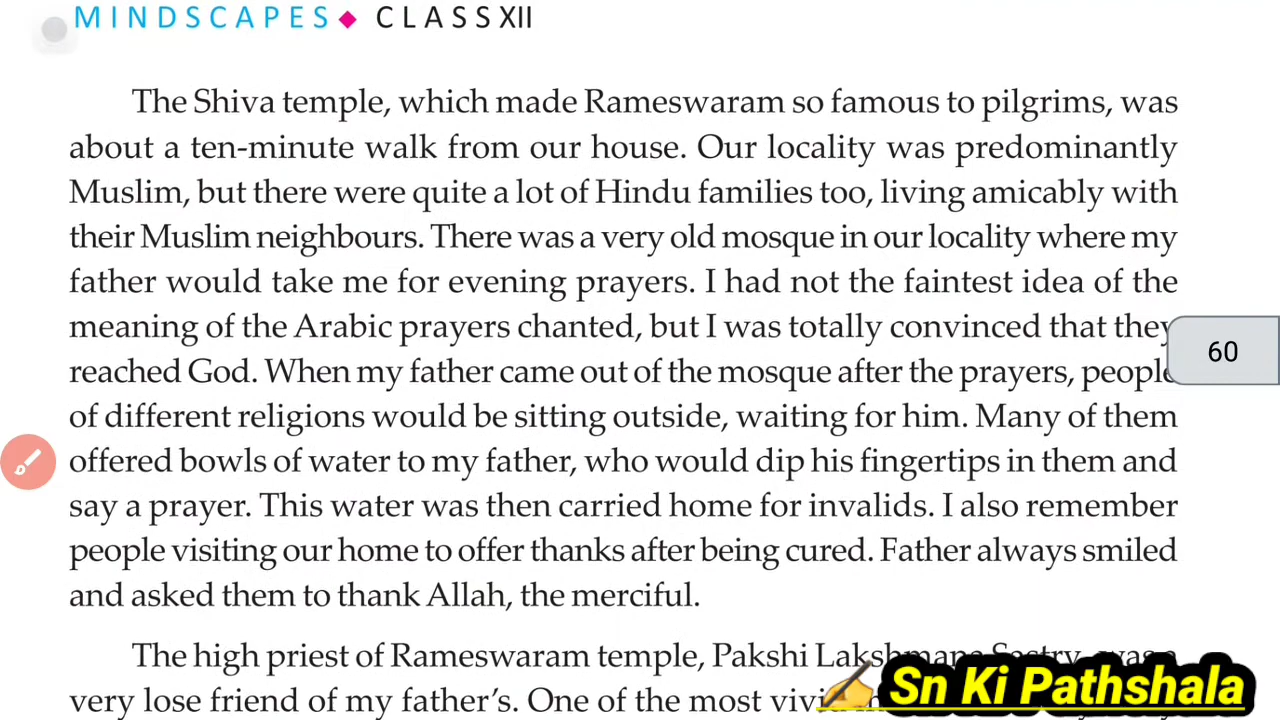 MINDSCAPES ◆ CLASS XII
The Shiva temple, which made Rameswaram so famous to pilgrims, was
about a ten-minute walk from our house. Our locality was predominantly
Muslim, but there were quite a lot of Hindu families too, living amicably with
their Muslim neighbours. There was a very old mosque in our locality where my
father would take me for evening prayers. I had not the faintest idea of the
meaning of the Arabic prayers chanted, but I was totally convinced that they
60
reached God. When my father came out of the mosque after the prayers, people
of different religions would be sitting outside, waiting for him. Many of them
offered bowls of water to my father, who would dip his fingertips in them and
say a prayer. This water was then carried home for invalids. I also remember
people visiting our home to offer thanks after being cured. Father always smiled
and asked them to thank Allah, the merciful.
The high priest of Rameswaram temple, Pakshi Lakshmana Sastry, was a
very lose friend of my father's. One of the most
Sn Ki Pathshala